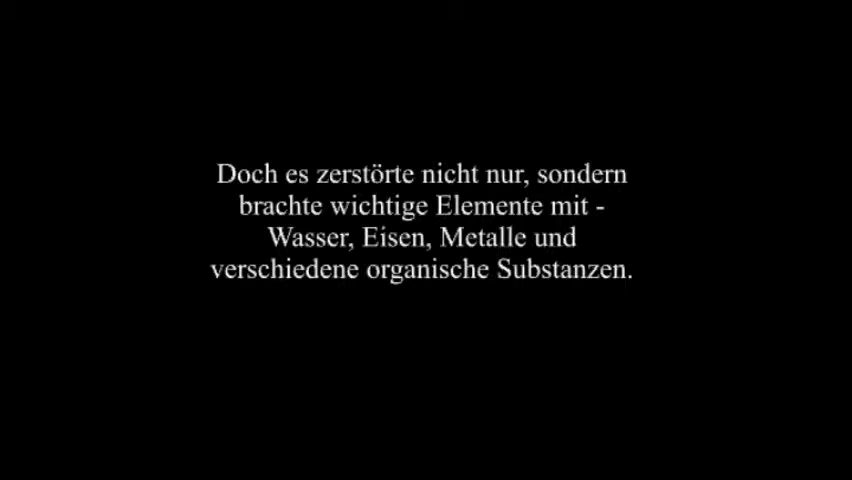 Doch es zerstörte nicht nur, sondern
brachte wichtige Elemente mit -
Wasser, Eisen, Metalle und
verschiedene organische Substanzen.